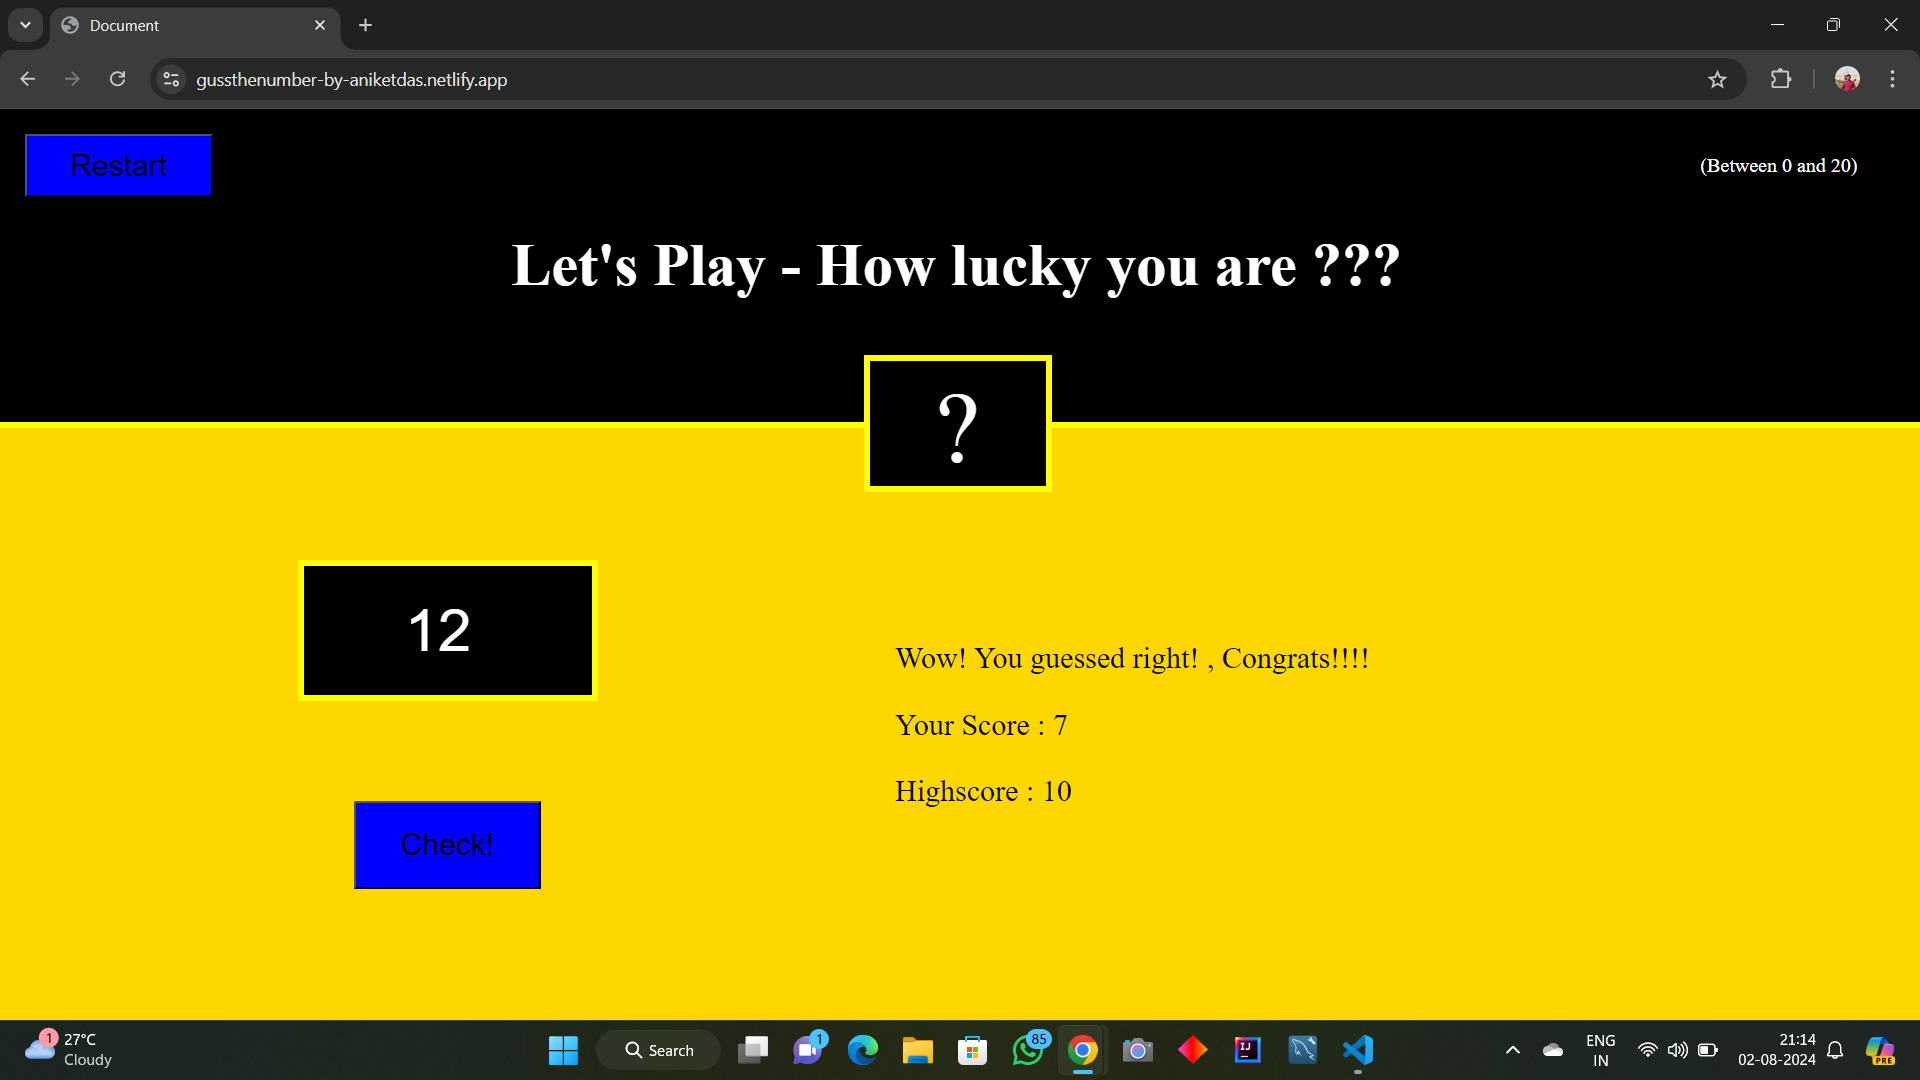 Document
gussthenumber-by-aniketdas.netlify.app
Restart
(Between 0 and 20)
Let's Play - How lucky you are ???
?
12
Wow! You guessed right! , Congrats!!!!
Your Score : 7
Highscore : 10
Check!
1
27°C
Cloudy
Search
1
85
IJ
ENG
IN
21:14
02-08-2024
PRE